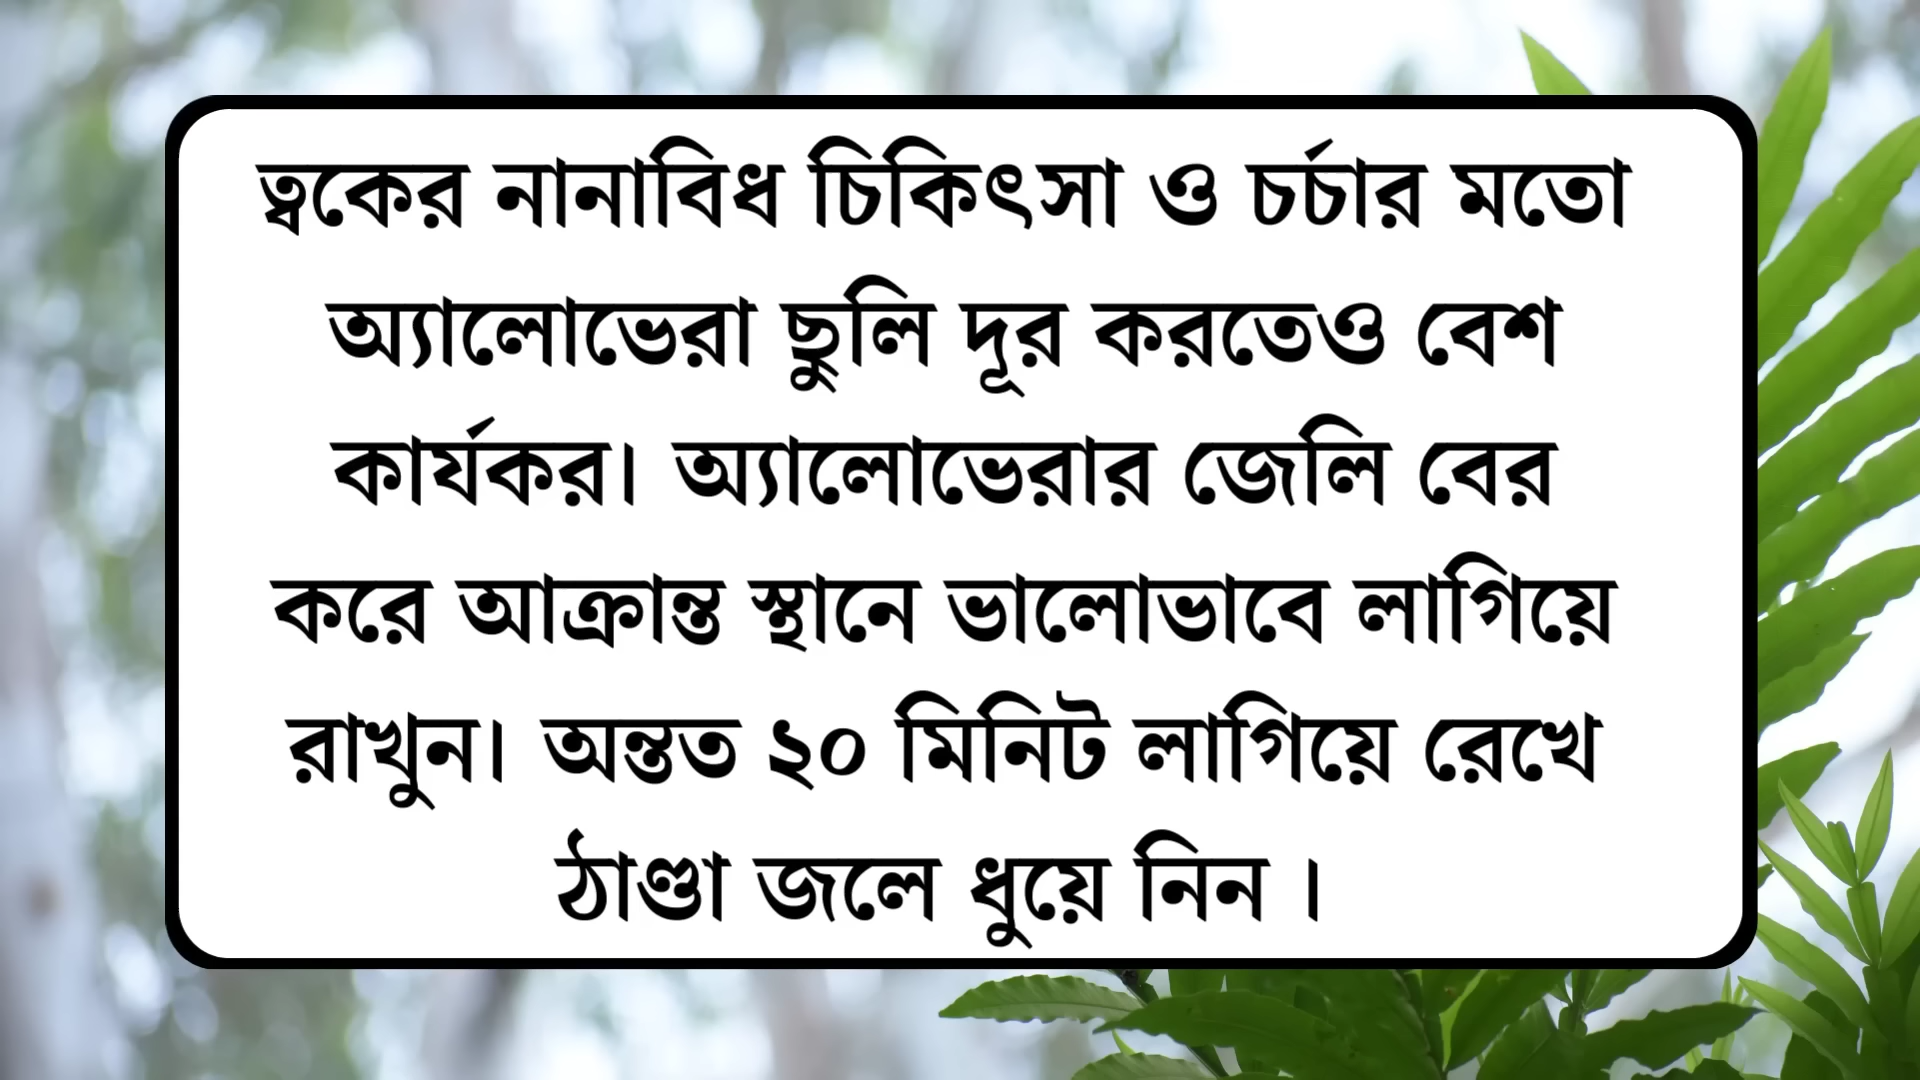 ত্বকের নানাবিধ চিকিৎসা ও চর্চার মতো
অ্যালোভেরা ছুলি দূর করতেও বেশ
কার্যকর। অ্যালোভেরার জেলি বের
করে আক্রান্ত স্থানে ভালোভাবে লাগিয়ে
রাখুন। অন্তত ২০ মিনিট লাগিয়ে রেখে
ঠাণ্ডা জলে ধুয়ে নিন ।